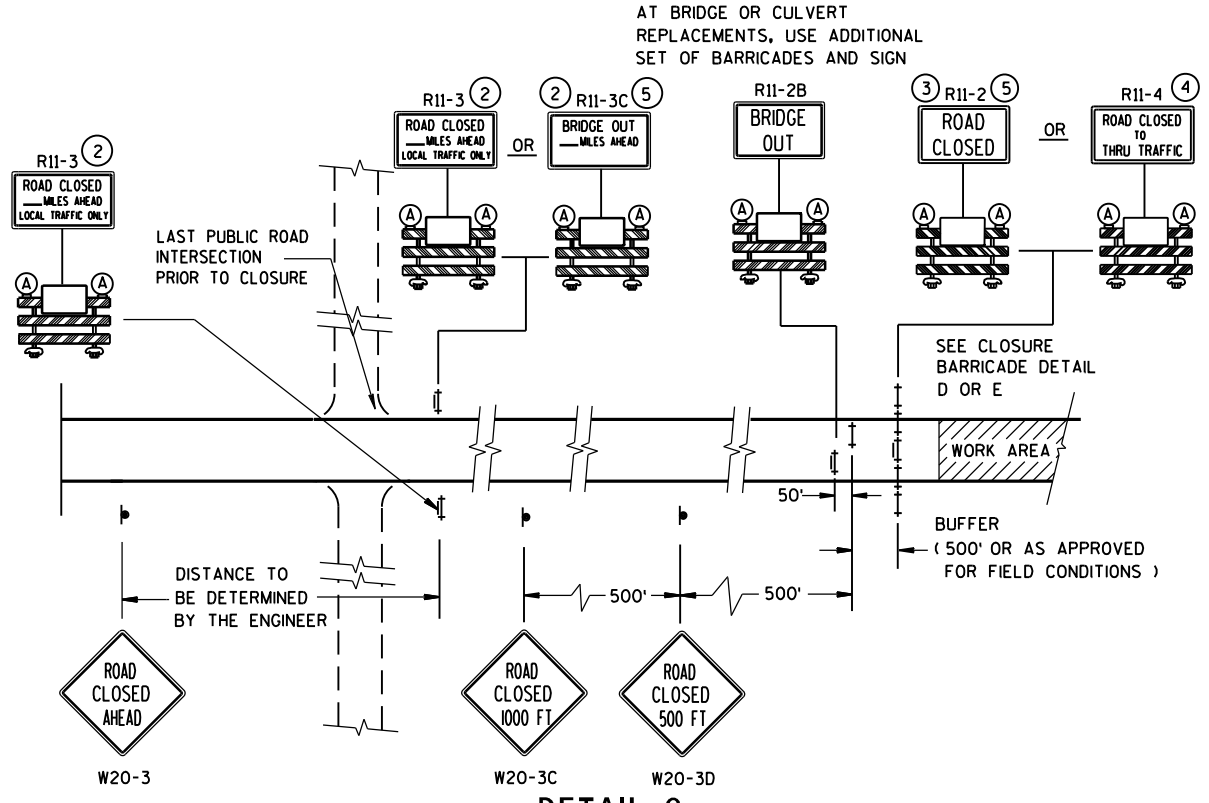 AT BRIDGE OR CULVERT
REPLACEMENTS, USE ADDITIONAL
SET OF BARRICADES AND SIGN
R11-3 2
ROAD CLOSED
___MILES AHEAD
LOCAL TRAFFIC ONLY
A A
LAST PUBLIC ROAD
INTERSECTION
PRIOR TO CLOSURE
R11-3 2
ROAD CLOSED
___MILES AHEAD
LOCAL TRAFFIC ONLY
A A
OR
2 R11-3C 5
BRIDGE OUT
___MILES AHEAD
A A
R11-2B
BRIDGE
OUT
A A
3 R11-2 5
ROAD
CLOSED
A A
OR
R11-4 4
ROAD CLOSED
TO
THRU TRAFFIC
A A
SEE CLOSURE
BARRICADE DETAIL
D OR E
WORK AREA
50'
BUFFER
( 500' OR AS APPROVED
FOR FIELD CONDITIONS )
DISTANCE TO
BE DETERMINED
BY THE ENGINEER
500'
500'
ROAD
CLOSED
AHEAD
W20-3
ROAD
CLOSED
1000 FT
W20-3C
ROAD
CLOSED
500 FT
W20-3D